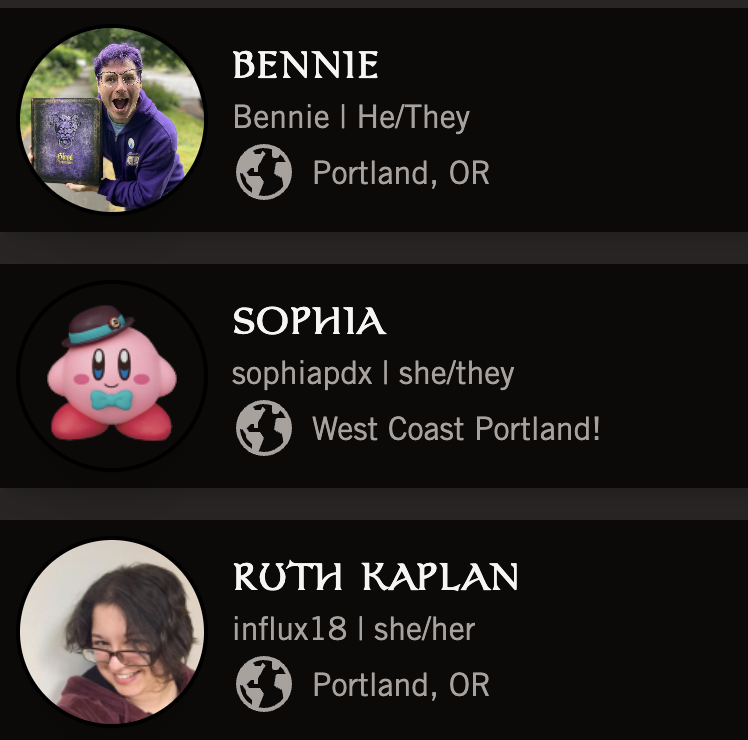 BENNIE
Bennie | He/They
Portland, OR
SOPHIA
sophiapdx | she/they
West Coast Portland!
RUTH KAPLAN
influx18 | she/her
Portland, OR